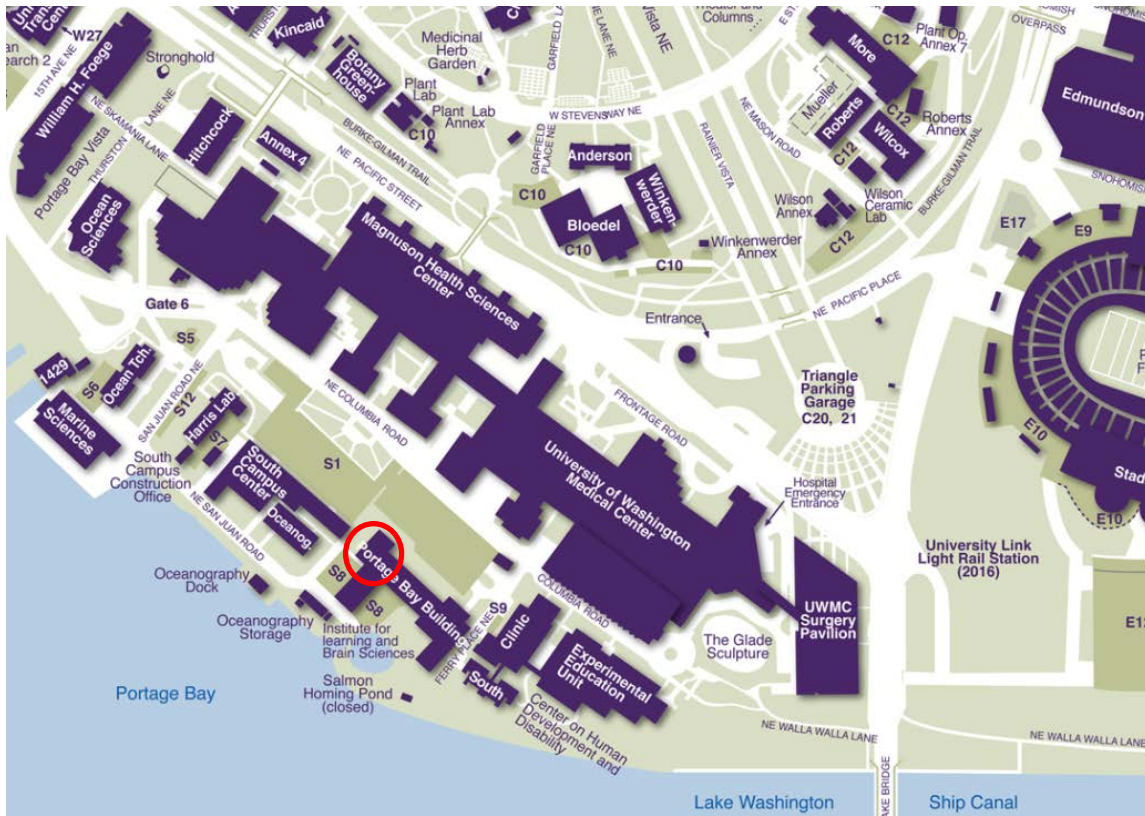 W27
15TH AVE NE
William H. Foege
Stronghold
NE SKAMANIA LANE NE
THURSTON
LANE NE
Portage Bay Vista
Hitchcock
Kincaid
Annex 4
Botany
Green-
house
Plant
Lab
Plant Lab
Annex
C10
Medicinal
Herb
Garden
GARFIELD
W STEVENS WAY NE
GARFIELD
PLACE NE
Vista NE
Columns
RAINIER VISTA
NE MASON ROAD
Plant Op.
Annex 7
C12
More
Mueller
Roberts
C12
Roberts
Annex
Wilcox
C12
Wilson
Ceramic
Lab
Wilson
Annex
C12
OVERPASS
Edmundson
SNOHOMISH
BURKE-GILMAN TRAIL
BURKE-GILMAN TRAIL
NE PACIFIC STREET
Anderson
C10
Bloedel
C10
Winken-
werder
Winkenwerder
Annex
C10
E17
E9
NE PACIFIC PLACE
Ocean
Sciences
Magnuson Health Sciences
Center
Gate 6
Entrance
Triangle
Parking
Garage
C20, 21
FRONTAGE ROAD
E10
E10
Stad
S5
1429
S6
Ocean Tch.
Marine
Sciences
S12
SAN JUAN ROAD NE
Harris Lab
S7
South
Campus
Construction
Office
NE COLUMBIA ROAD
S1
South
Campus
Center
Oceanog.
NE SAN JUAN ROAD
University of Washington
Medical Center
Hospital
Emergency
Entrance
University Link
Light Rail Station
(2016)
Oceanography
Dock
Oceanography
Storage
Portage Bay Building
S8
S8
Institute for
learning and
Brain Sciences
Salmon
Homing Pond
(closed)
FERRY PLACE NE
S9
Clinic
South
COLUMBIA ROAD
Experimental
Education
Unit
Center on Human
Development and
Disability
The Glade
Sculpture
UWMC
Surgery
Pavilion
Portage Bay
NE WALLA WALLA LANE
NE WALLA WALLA LANE
Lake Washington
Ship Canal